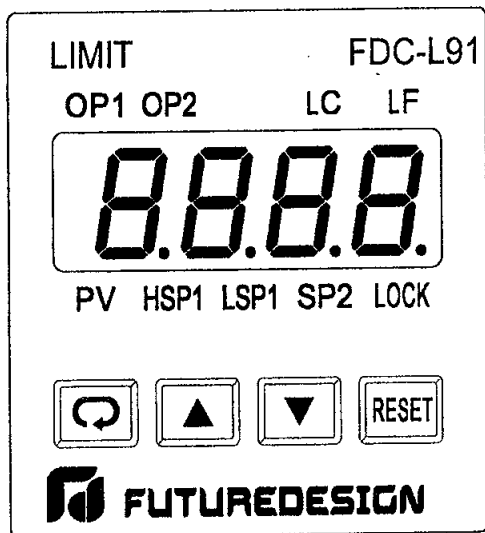 LIMIT FDC-L91
OP1 OP2 LC LF
8.8.8.8.
PV HSP1 LSP1 SP2 LOCK
RESET
FUTUREDESIGN